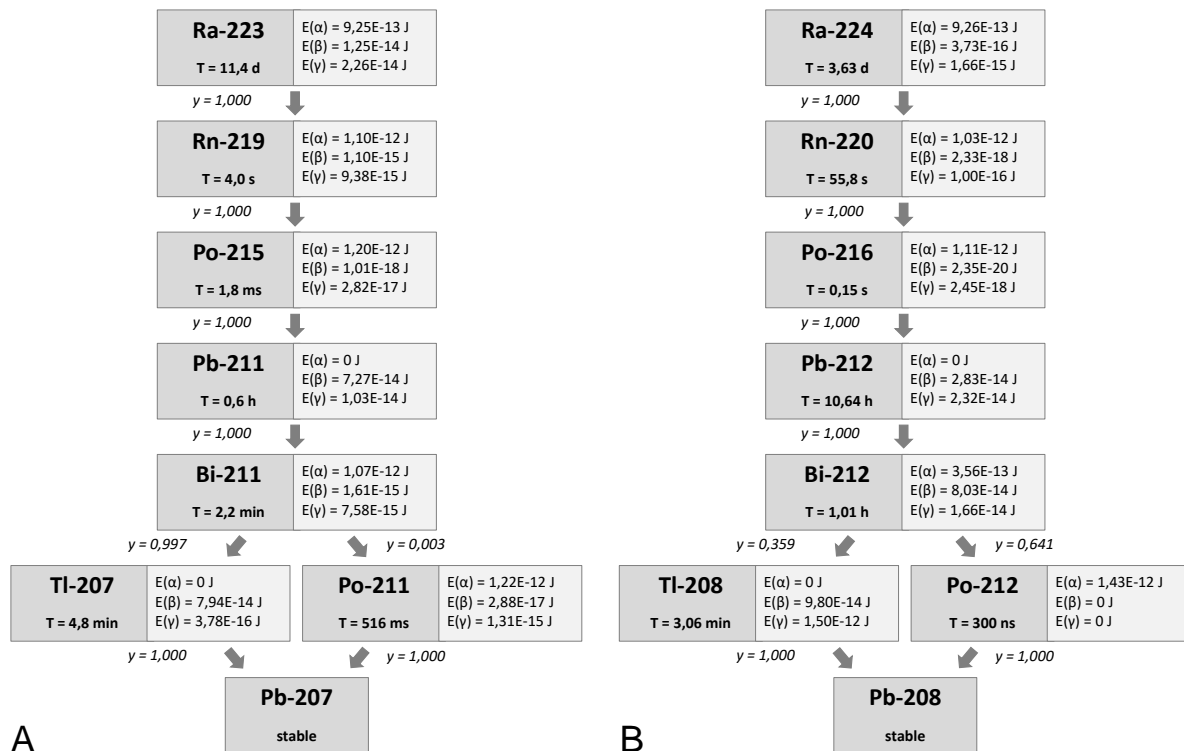 Ra-223
T = 11,4 d
E(α) = 9,25E-13 J
E(β) = 1,25E-14 J
E(γ) = 2,26E-14 J
y = 1,000
Rn-219
T = 4,0 s
E(α) = 1,10E-12 J
E(β) = 1,10E-15 J
E(γ) = 9,38E-15 J
y = 1,000
Po-215
T = 1,8 ms
E(α) = 1,20E-12 J
E(β) = 1,01E-18 J
E(γ) = 2,82E-17 J
y = 1,000
Pb-211
T = 0,6 h
E(α) = 0 J
E(β) = 7,27E-14 J
E(γ) = 1,03E-14 J
y = 1,000
Bi-211
T = 2,2 min
E(α) = 1,07E-12 J
E(β) = 1,61E-15 J
E(γ) = 7,58E-15 J
y = 0,997
y = 0,003
Tl-207
T = 4,8 min
E(α) = 0 J
E(β) = 7,94E-14 J
E(γ) = 3,78E-16 J
Po-211
T = 516 ms
E(α) = 1,22E-12 J
E(β) = 2,88E-17 J
E(γ) = 1,31E-15 J
y = 1,000
y = 1,000
Pb-207
stable
A
Ra-224
T = 3,63 d
E(α) = 9,26E-13 J
E(β) = 3,73E-16 J
E(γ) = 1,66E-15 J
y = 1,000
Rn-220
T = 55,8 s
E(α) = 1,03E-12 J
E(β) = 2,33E-18 J
E(γ) = 1,00E-16 J
y = 1,000
Po-216
T = 0,15 s
E(α) = 1,11E-12 J
E(β) = 2,35E-20 J
E(γ) = 2,45E-18 J
y = 1,000
Pb-212
T = 10,64 h
E(α) = 0 J
E(β) = 2,83E-14 J
E(γ) = 2,32E-14 J
y = 1,000
Bi-212
T = 1,01 h
E(α) = 3,56E-13 J
E(β) = 8,03E-14 J
E(γ) = 1,66E-14 J
y = 0,359
y = 0,641
Tl-208
T = 3,06 min
E(α) = 0 J
E(β) = 9,80E-14 J
E(γ) = 1,50E-12 J
Po-212
T = 300 ns
E(α) = 1,43E-12 J
E(β) = 0 J
E(γ) = 0 J
y = 1,000
y = 1,000
Pb-208
stable
B